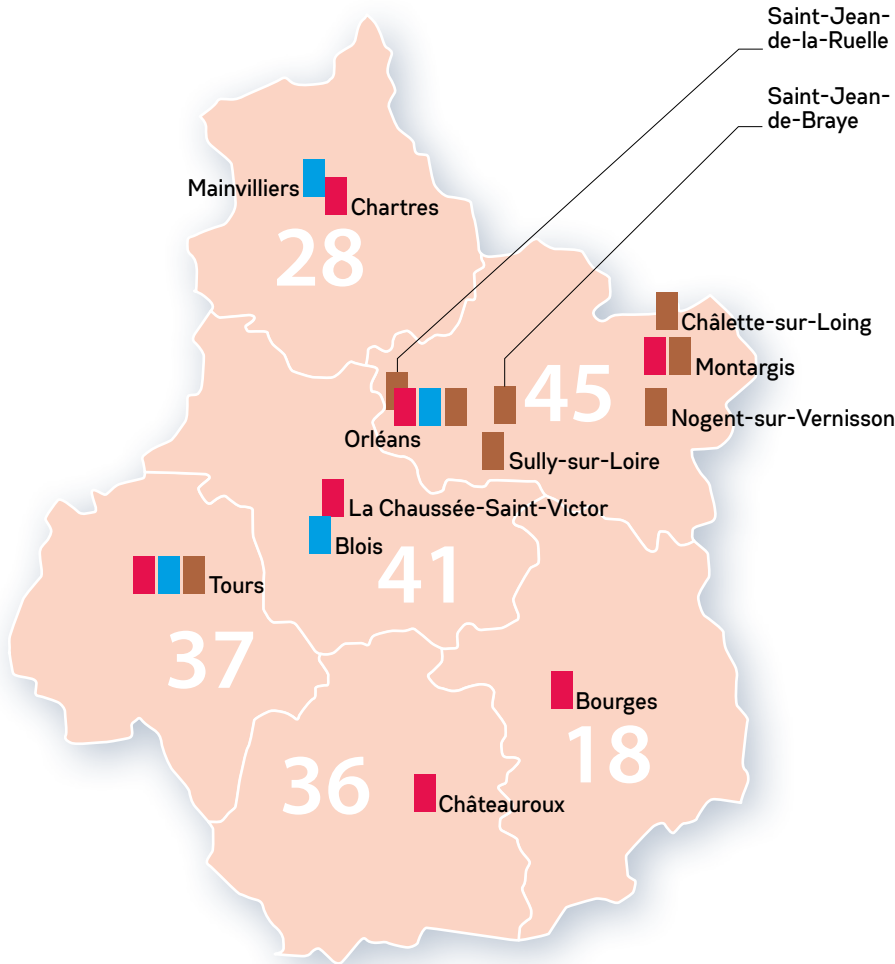 Saint-Jean-
de-la-Ruelle
Saint-Jean-
de-Braye
Mainvilliers
Chartres
28
Châlette-sur-Loing
Montargis
45
Nogent-sur-Vernisson
Orléans
Sully-sur-Loire
La Chaussée-Saint-Victor
Blois
41
Tours
37
Bourges
18
36
Châteauroux